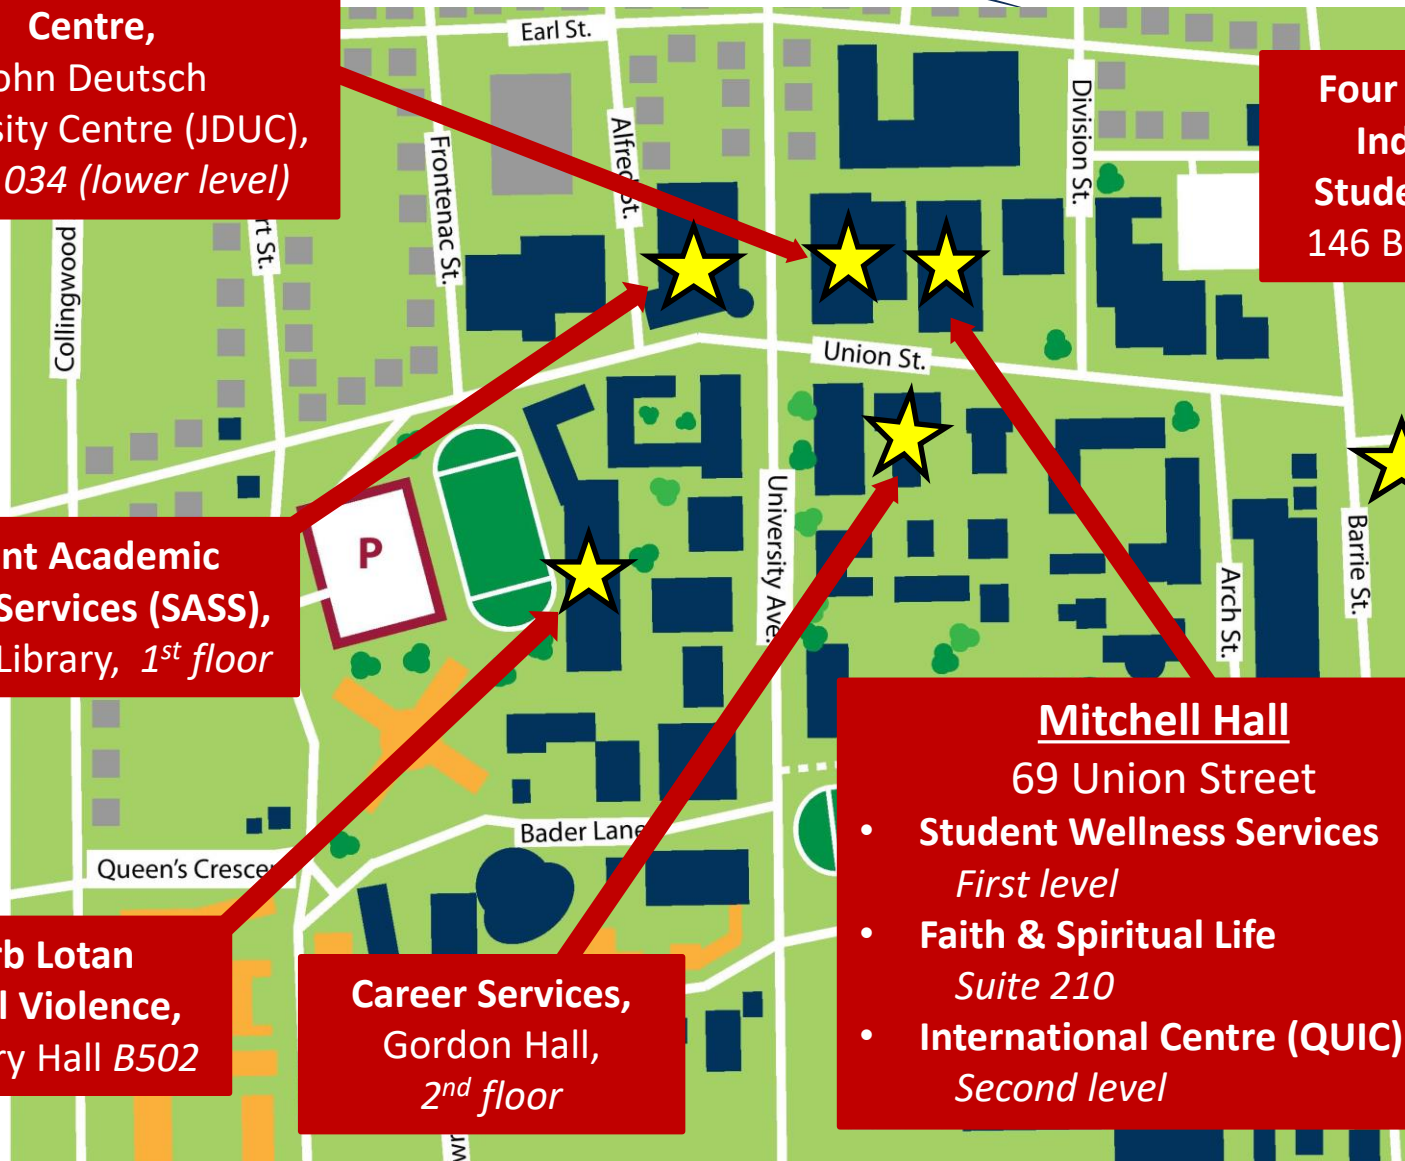 Centre,
ohn Deutsch
sity Centre (JDUC),
034 (lower level)
Earl St.
Division St.
Four
Ind
Stude
146 B
Alfred St.
Frontenac St.
rt St.
Collingwood
Union St.
nt Academic
Services (SASS),
Library, 1st floor
P
University Ave.
Barrie St.
Arch St.
Mitchell Hall
69 Union Street
• Student Wellness Services
First level
• Faith & Spiritual Life
Suite 210
• International Centre (QUIC)
Second level
Bader Lane
Queen's Crescen
rb Lotan
l Violence,
ry Hall B502
Career Services,
Gordon Hall,
2nd floor